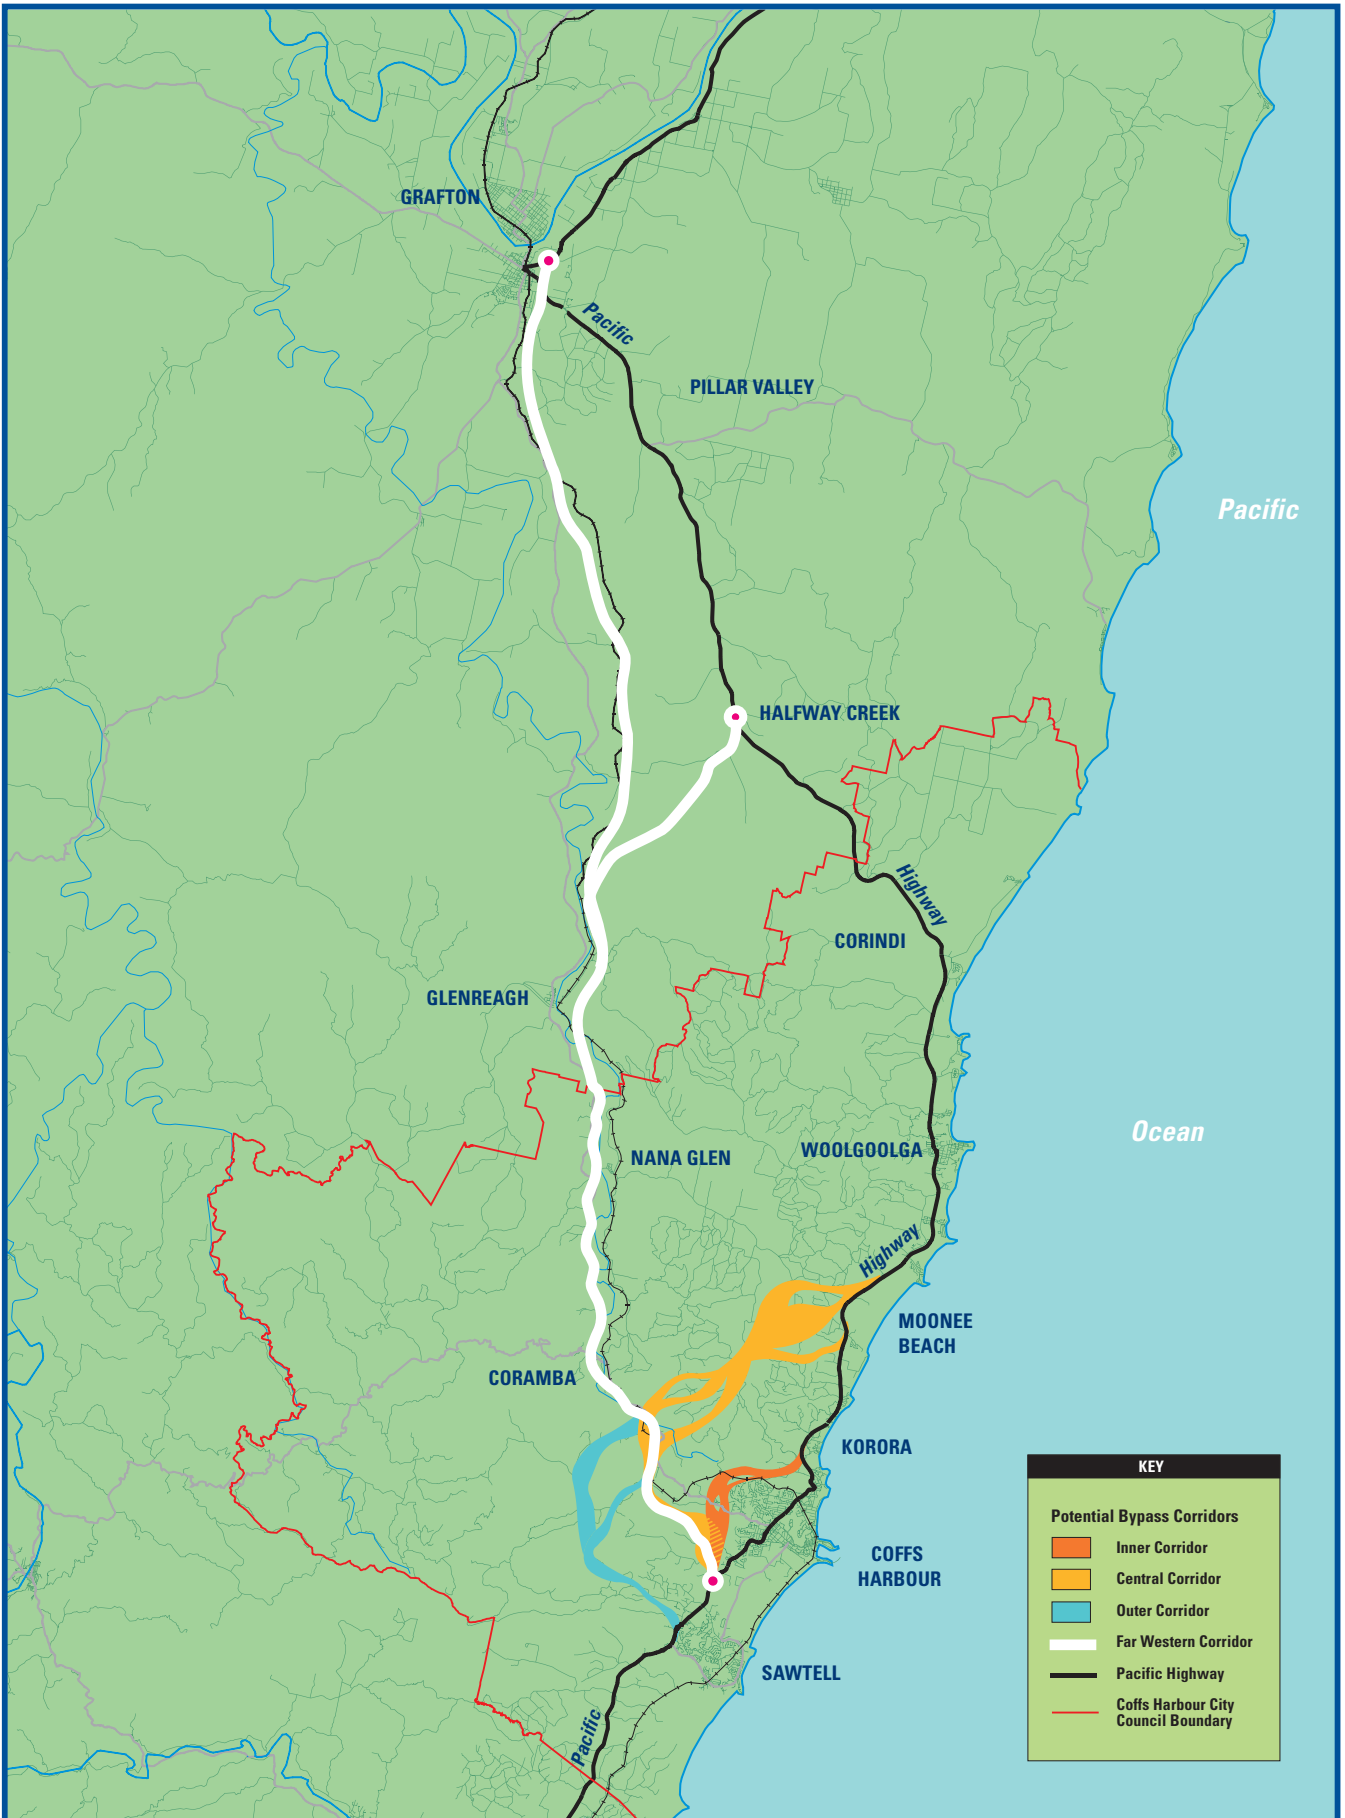 GRAFTON
Pacific
PILLAR VALLEY
Pacific
HALFWAY CREEK
Highway
CORINDI
GLENREAGH
Ocean
NANA GLEN
WOOLGOOLGA
Highway
MOONEE
BEACH
CORAMBA
KORORA
COFFS
HARBOUR
SAWTELL
Pacific
KEY
Potential Bypass Corridors
Inner Corridor
Central Corridor
Outer Corridor
Far Western Corridor
Pacific Highway
Coffs Harbour City
Council Boundary